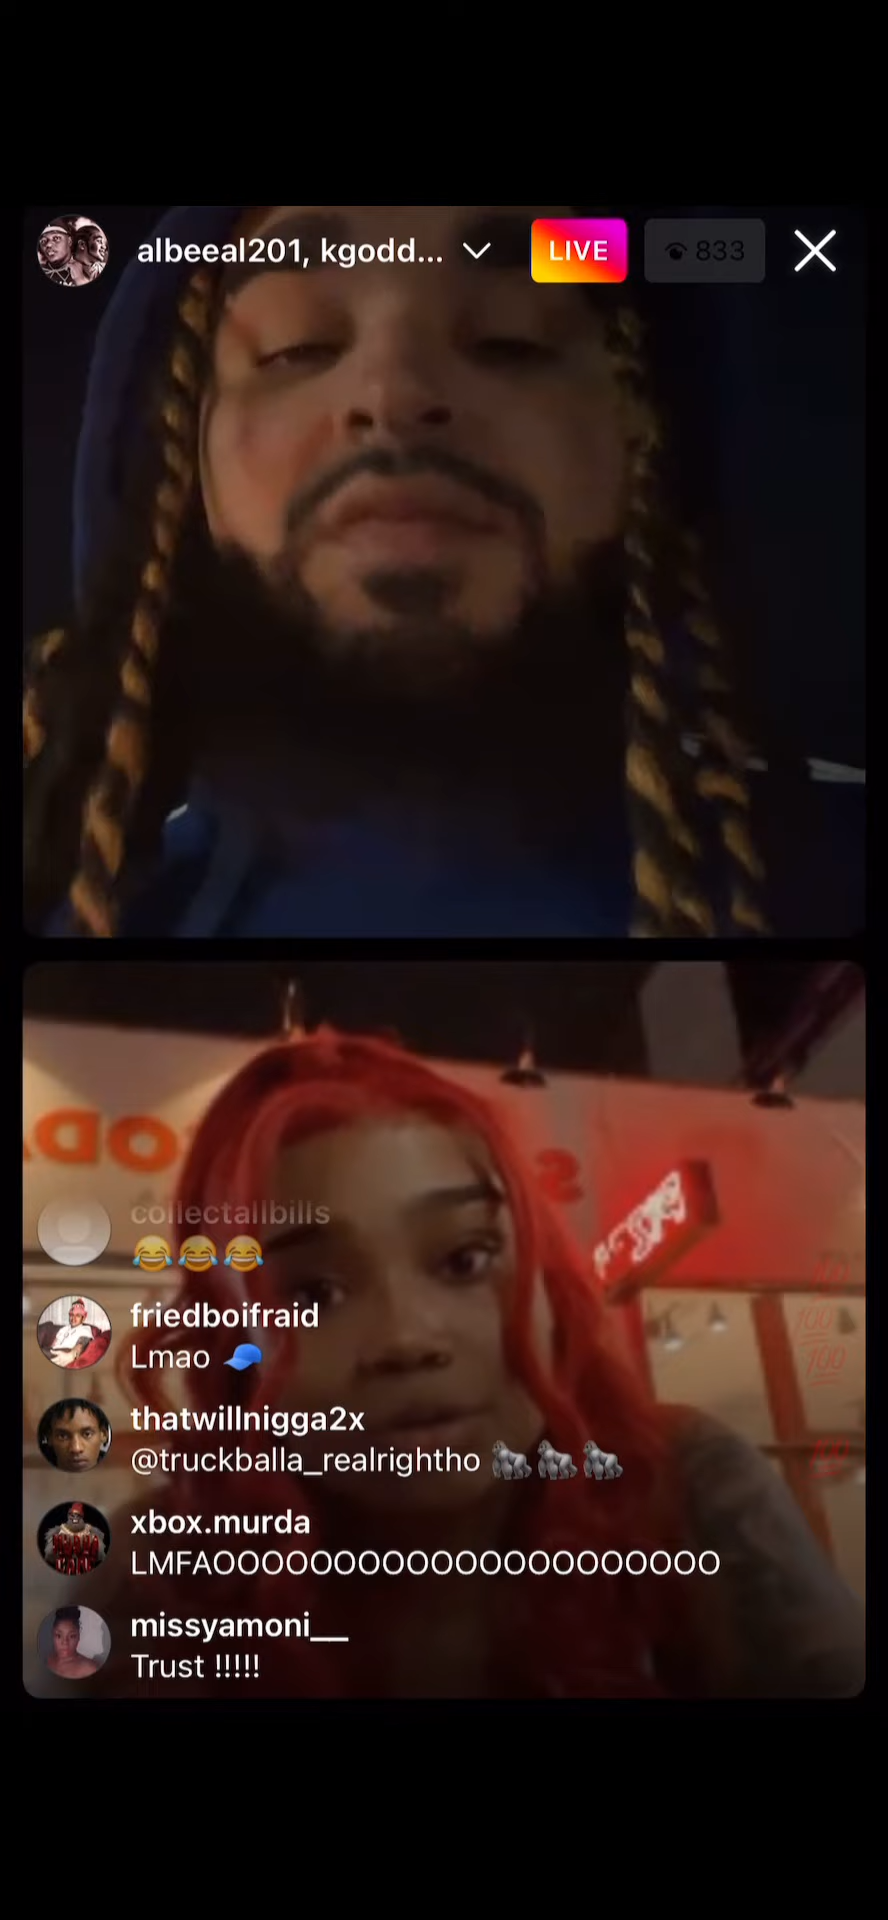 albeeal201, kgodd...
LIVE
833
collectallbills
😂😂😂
friedboifraid
Lmao 🧢
thatwillnigga2x
@truckballa_realrightho 🦍🦍🦍
xbox.murda
LMFAOOOOOOOOOOOOOOOOOOOOO
missyamoni__
Trust !!!!!